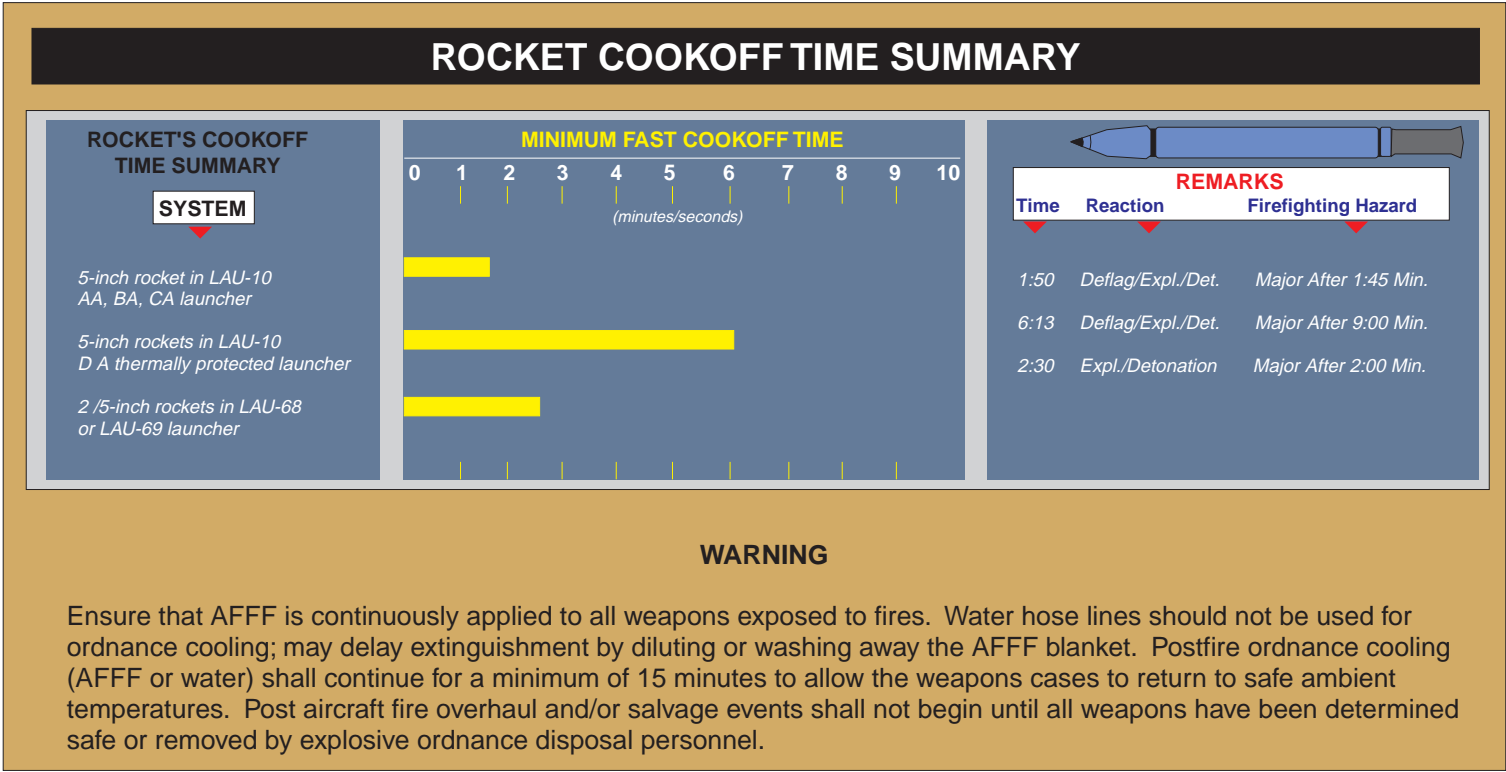 ROCKET COOKOFF TIME SUMMARY
ROCKET'S COOKOFF
TIME SUMMARY
SYSTEM
5-inch rocket in LAU-10
AA, BA, CA launcher
5-inch rockets in LAU-10
D A thermally protected launcher
2 /5-inch rockets in LAU-68
or LAU-69 launcher
MINIMUM FAST COOKOFF TIME
0 1 2 3 4 5 6 7 8 9 10
(minutes/seconds)
REMARKS
Time Reaction Firefighting Hazard
1:50 Deflag/Expl./Det. Major After 1:45 Min.
6:13 Deflag/Expl./Det. Major After 9:00 Min.
2:30 Expl./Detonation Major After 2:00 Min.
WARNING
Ensure that AFFF is continuously applied to all weapons exposed to fires. Water hose lines should not be used for
ordnance cooling; may delay extinguishment by diluting or washing away the AFFF blanket. Postfire ordnance cooling
(AFFF or water) shall continue for a minimum of 15 minutes to allow the weapons cases to return to safe ambient
temperatures. Post aircraft fire overhaul and/or salvage events shall not begin until all weapons have been determined
safe or removed by explosive ordnance disposal personnel.